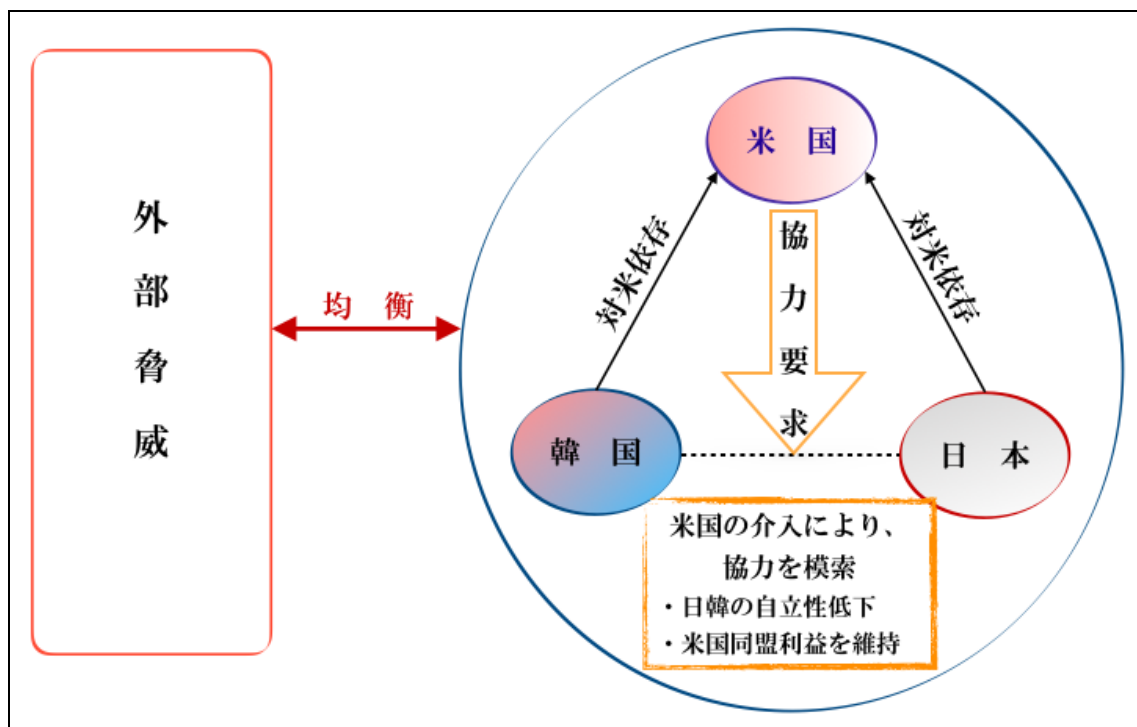 外部脅威
均 衡
米 国
対米依存
協力要求
対米依存
韓 国
日 本
米国の介入により、
協力を模索
・日韓の自立性低下
・米国同盟利益を維持